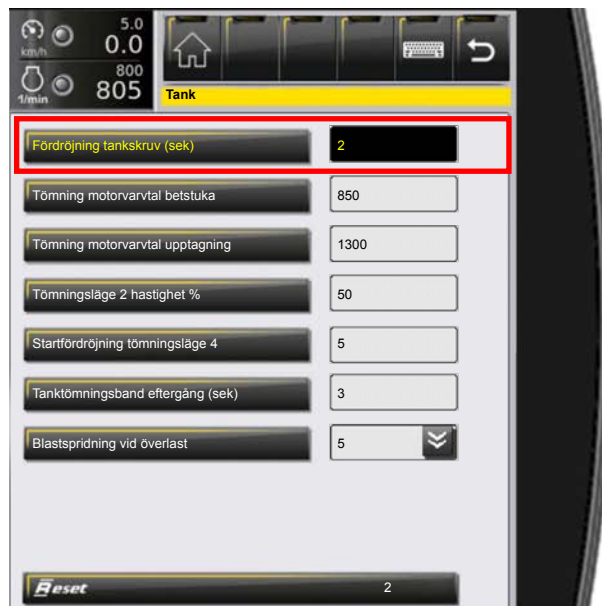 5.0
km/h 0.0
800
1/min 805
Tank
Fördröjning tankskruv (sek) 2
Tömning motorvarvtal betstuka 850
Tömning motorvarvtal upptagning 1300
Tömningsläge 2 hastighet % 50
Startfördröjning tömningsläge 4 5
Tanktömningsband eftergång (sek) 3
Blastspridning vid överlast 5
Reset 2